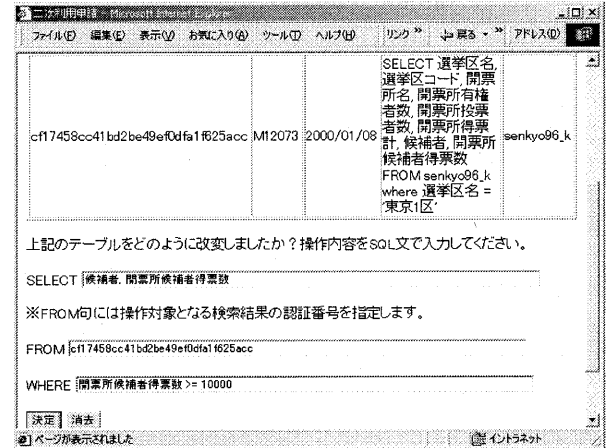 二次利用申請 - Microsoft Internet Explorer
ファイル(F) 編集(E) 表示(V) お気に入り(A) ツール(T) ヘルプ(H) リンク » 戻る » アドレス(D)
cf17458cc41bd2be49ef0dfa1f625acc M12073 2000/01/08 senkyo96_k
SELECT 選挙区名,
選挙区コード, 開票
所名, 開票所有権
者数, 開票所投票
者数, 開票所得票
計, 候補者, 開票所
候補者得票数
FROM senkyo96_k
where 選挙区名 =
'東京1区'
上記のテーブルをどのように改変しましたか？操作内容をSQL文で入力してください。
SELECT 候補者, 開票所候補者得票数
※FROM句には操作対象となる検索結果の認証番号を指定します。
FROM cf17458cc41bd2be49ef0dfa1f625acc
WHERE 開票所候補者得票数 >= 10000
決定 消去
ページが表示されました イントラネット